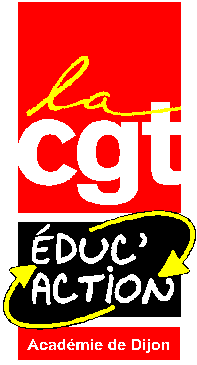 la
cgt
ÉDUC'
ACTION
Académie de Dijon